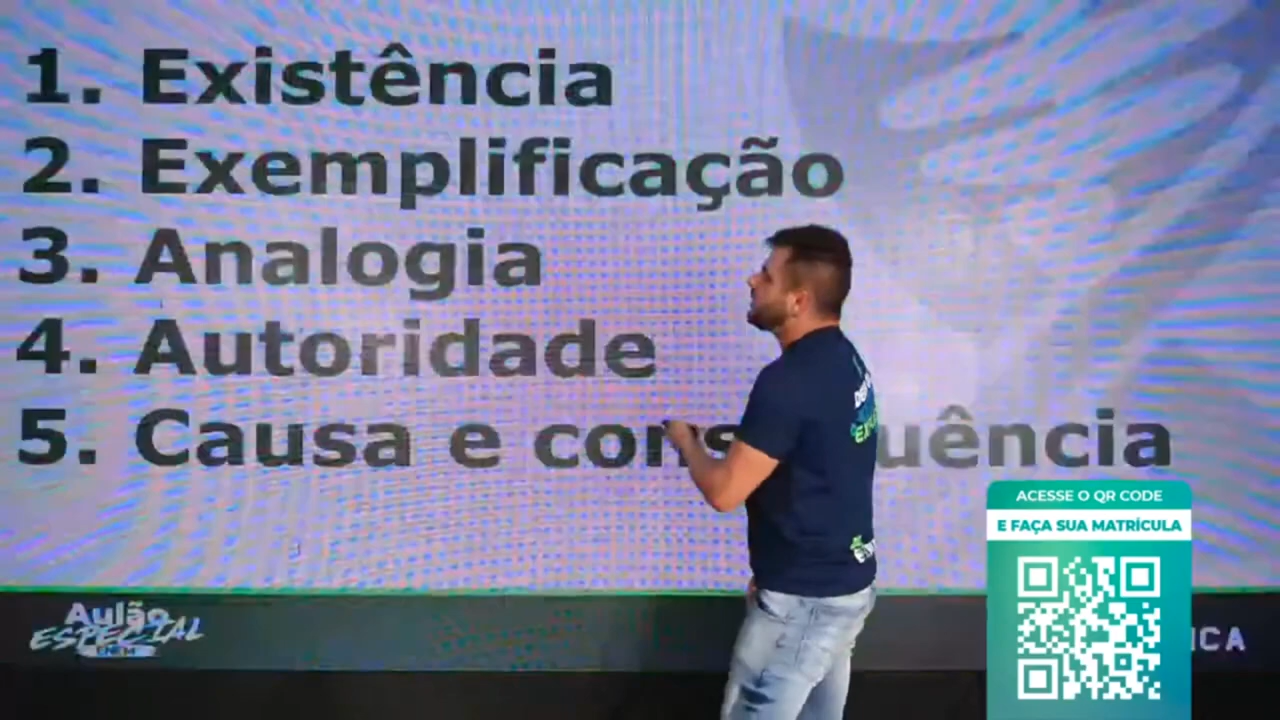 1. Existência
2. Exemplificação
3. Analogia
4. Autoridade
5. Causa e cons uência
ACESSE O QR CODE
E FAÇA SUA MATRÍCULA
Aulão
ESPECIAL
ICA